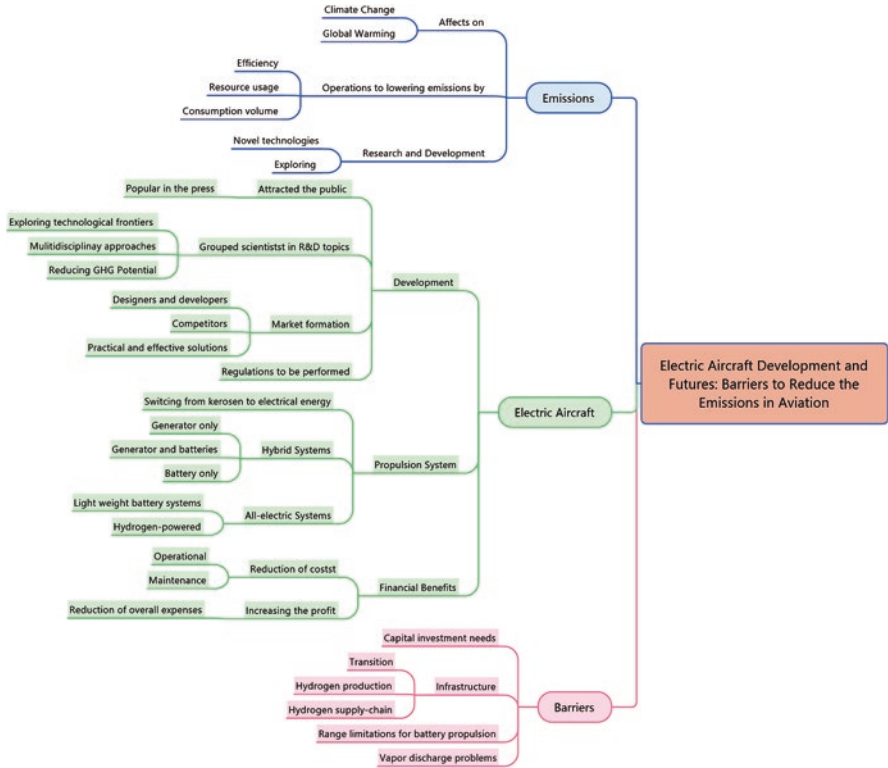 Climate Change
Affects on
Global Warming
Efficiency
Resource usage
Operations to lowering emissions by
Emissions
Consumption volume
Novel technologies
Research and Development
Exploring
Popular in the press
Attracted the public
Exploring technological frontiers
Mulitidisciplinay approaches
Grouped scientistst in R&D topics
Reducing GHG Potential
Development
Designers and developers
Competitors
Market formation
Practical and effective solutions
Regulations to be performed
Electric Aircraft Development and
Futures: Barriers to Reduce the
Emissions in Aviation
Switcing from kerosen to electrical energy
Electric Aircraft
Generator only
Generator and batteries
Hybrid Systems
Battery only
Propulsion System
Light weight battery systems
All-electric Systems
Hydrogen-powered
Operational
Reduction of costst
Maintenance
Financial Benefits
Reduction of overall expenses
Increasing the profit
Capital investment needs
Transition
Hydrogen production
Infrastructure
Hydrogen supply-chain
Barriers
Range limitations for battery propulsion
Vapor discharge problems